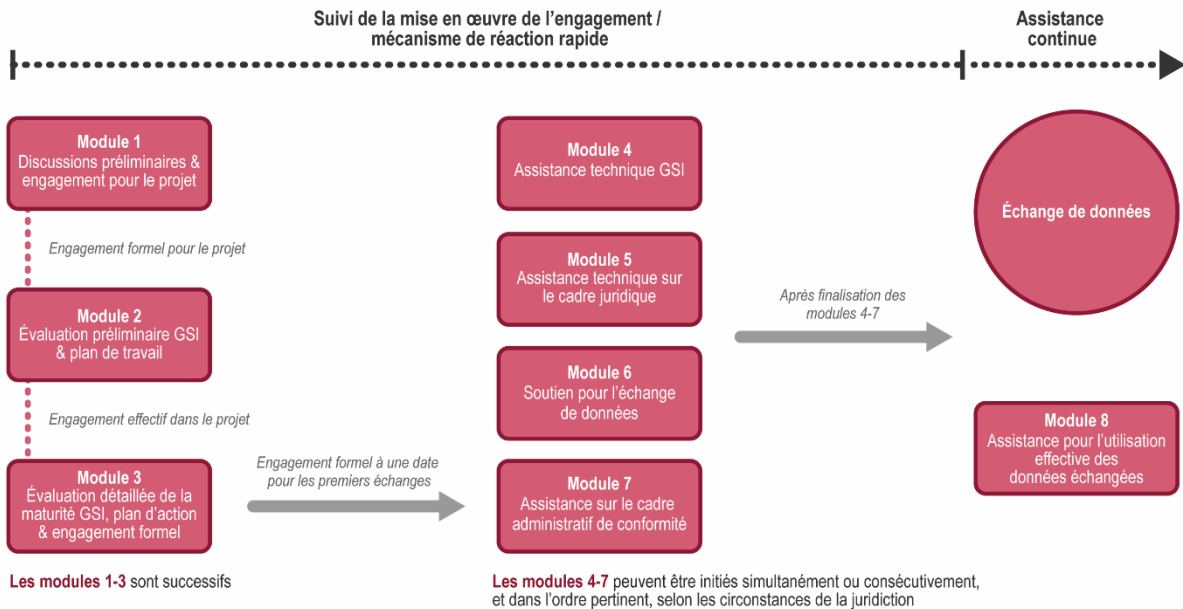 Suivi de la mise en œuvre de l’engagement /
mécanisme de réaction rapide
Assistance
continue
Module 1
Discussions préliminaires &
engagement pour le projet
Engagement formel pour le projet
Module 2
Évaluation préliminaire GSI
& plan de travail
Engagement effectif dans le projet
Module 3
Évaluation détaillée de la
maturité GSI, plan d’action
& engagement formel
Engagement formel à une date
pour les premiers échanges
Module 4
Assistance technique GSI
Module 5
Assistance technique sur
le cadre juridique
Module 6
Soutien pour l’échange
de données
Module 7
Assistance sur le cadre
administratif de conformité
Après finalisation des
modules 4-7
Échange de données
Module 8
Assistance pour l’utilisation
effective des
données échangées
Les modules 1-3 sont successifs
Les modules 4-7 peuvent être initiés simultanément ou consécutivement,
et dans l’ordre pertinent, selon les circonstances de la juridiction